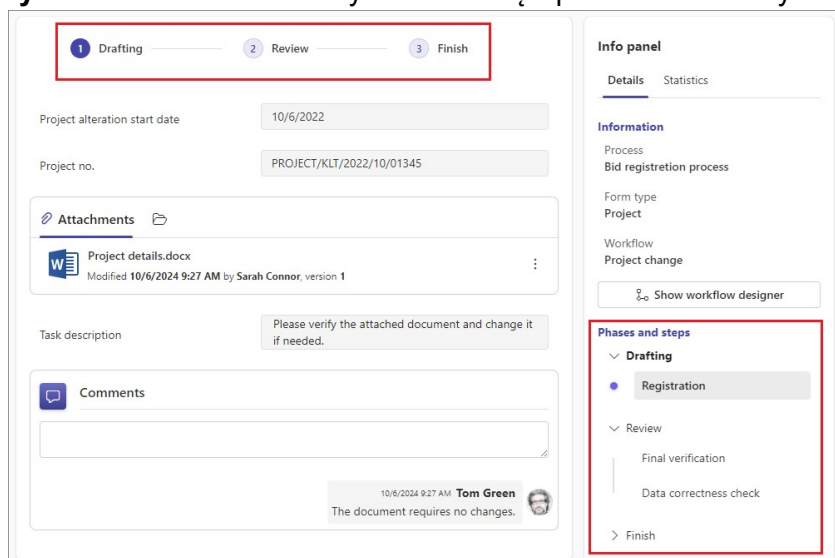 1 Drafting
2 Review
3 Finish
Project alteration start date
10/6/2022
Project no.
PROJECT/KLT/2022/10/01345
Attachments
Project details.docx
Modified 10/6/2024 9:27 AM by Sarah Connor, version 1
Task description
Please verify the attached document and change it
if needed.
Comments
10/6/2024 9:27 AM Tom Green
The document requires no changes.
Info panel
Details Statistics
Information
Process
Bid registretion process
Form type
Project
Workflow
Project change
Show workflow designer
Phases and steps
Drafting
Registration
Review
Final verification
Data correctness check
Finish